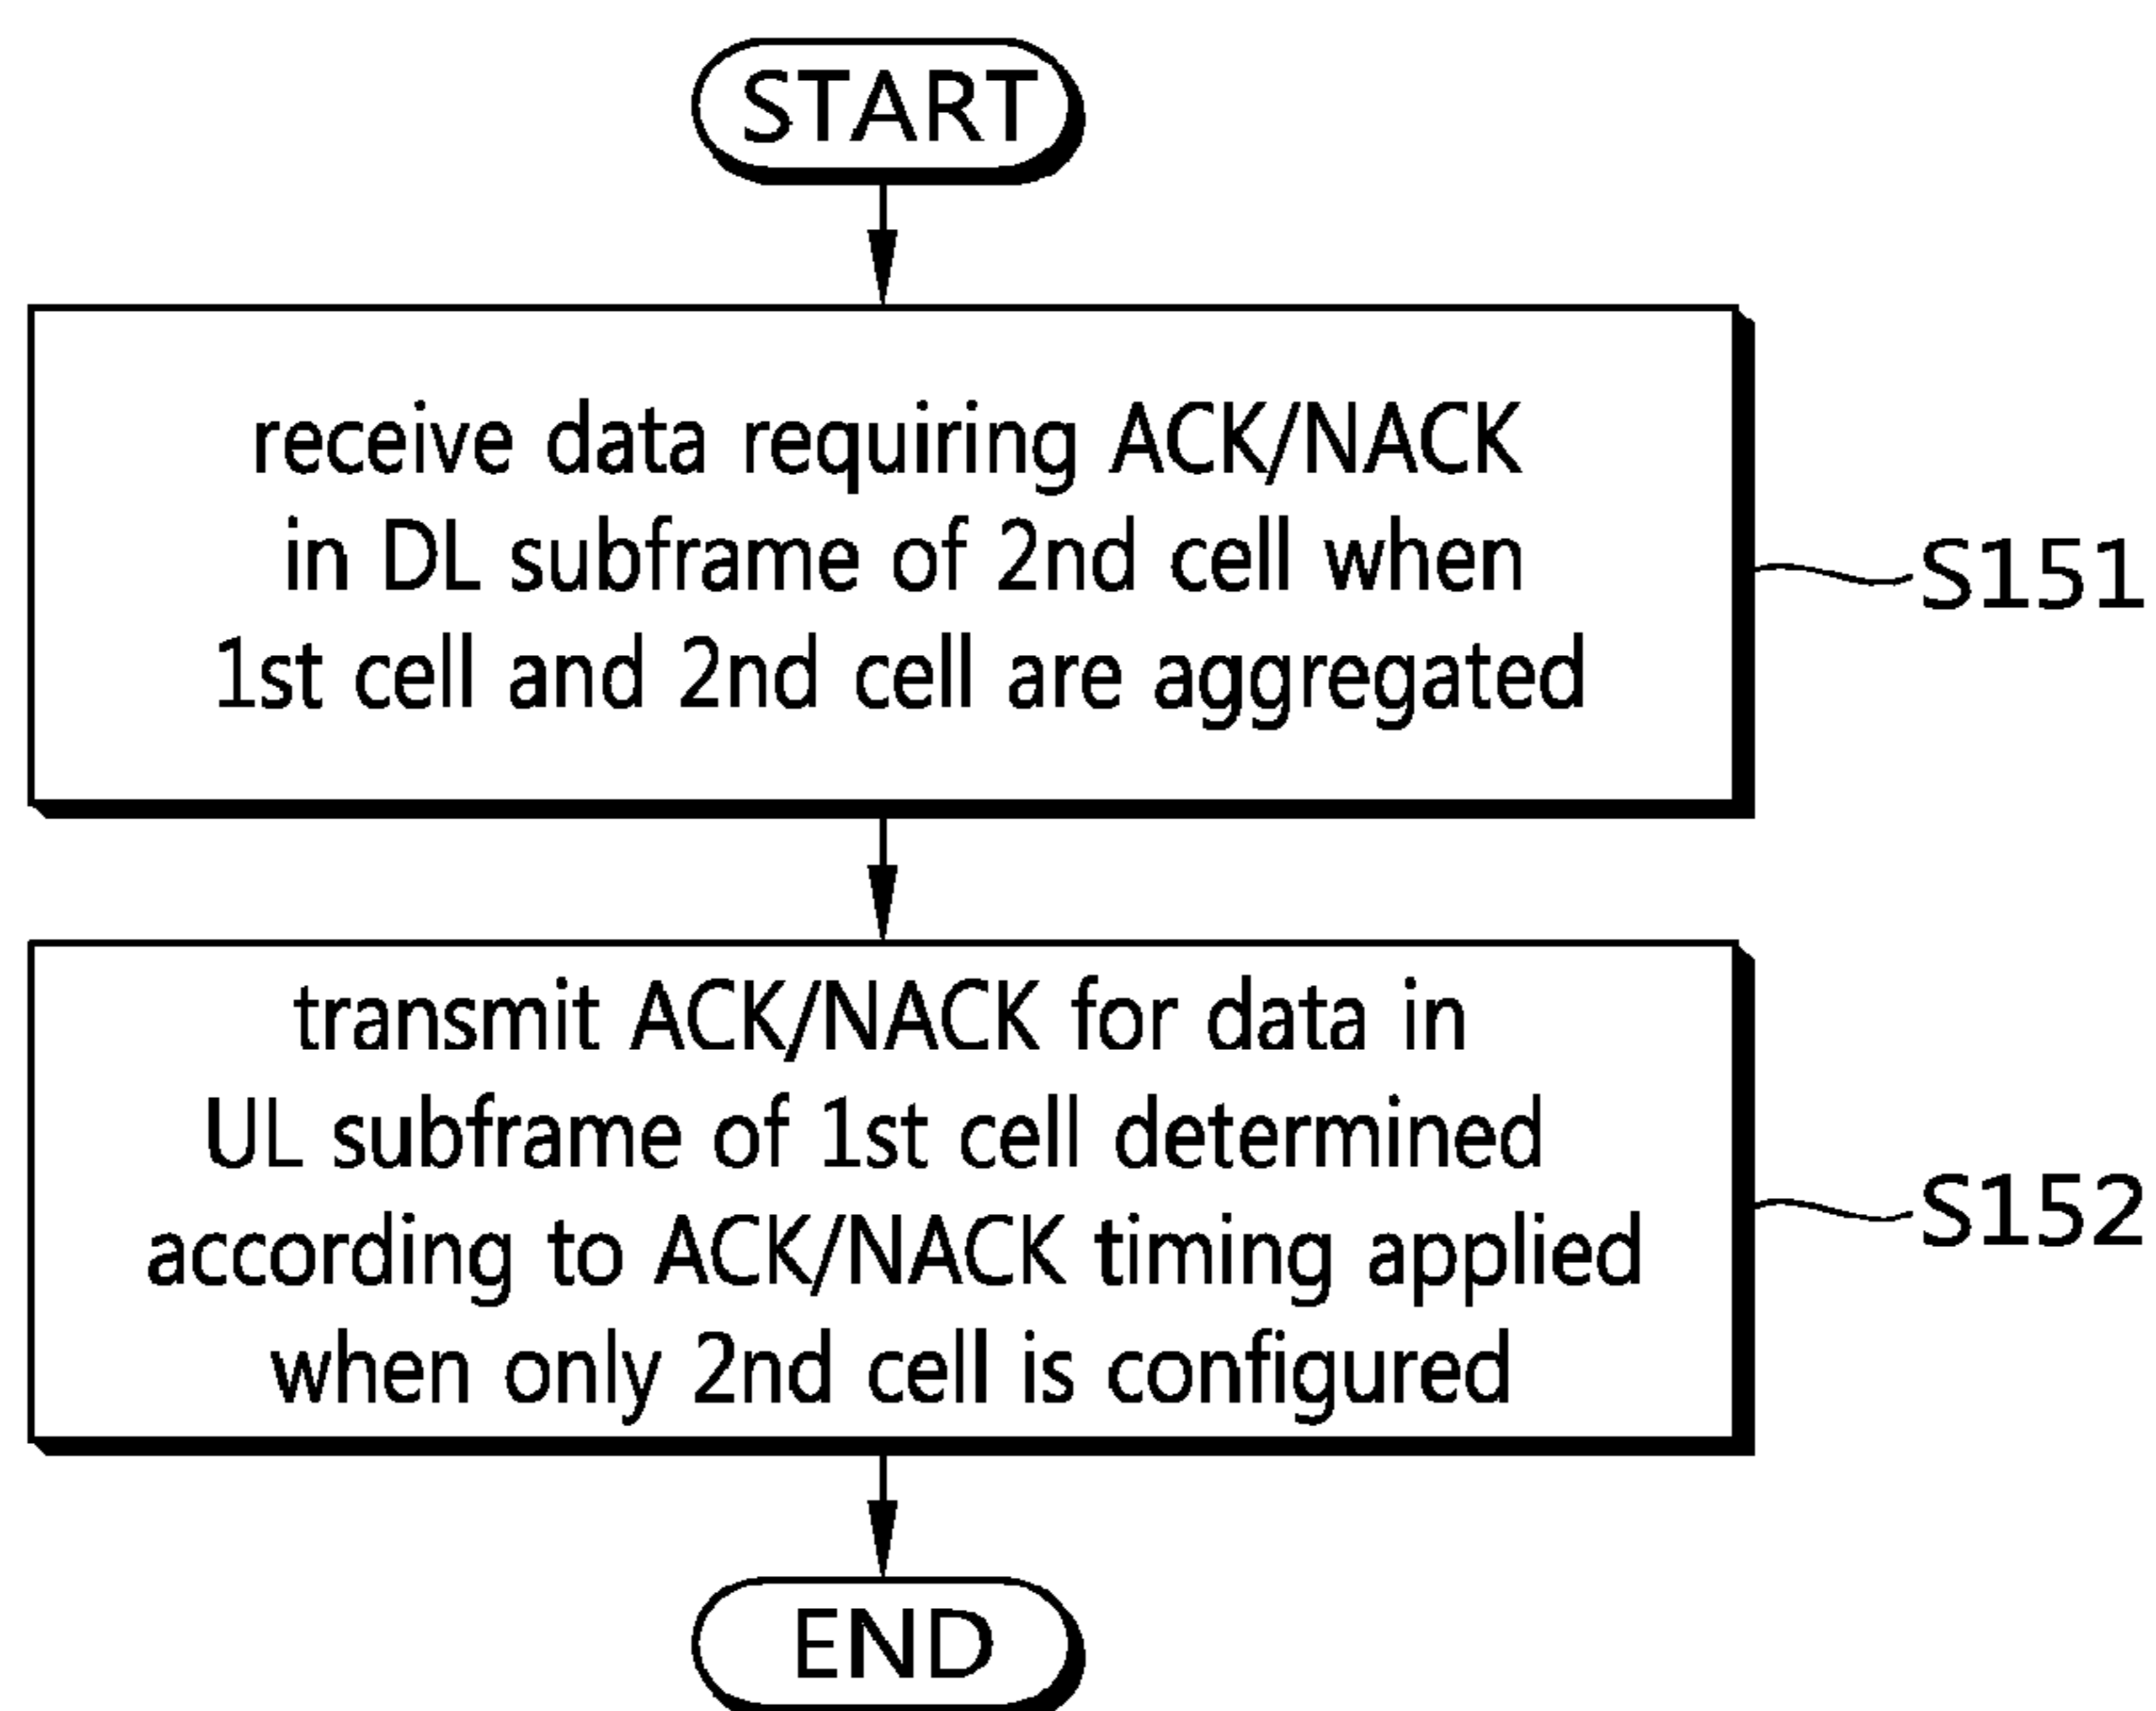 START
receive data requiring ACK/NACK
in DL subframe of 2nd cell when
1st cell and 2nd cell are aggregated
S151
transmit ACK/NACK for data in
UL subframe of 1st cell determined
according to ACK/NACK timing applied
when only 2nd cell is configured
S152
END